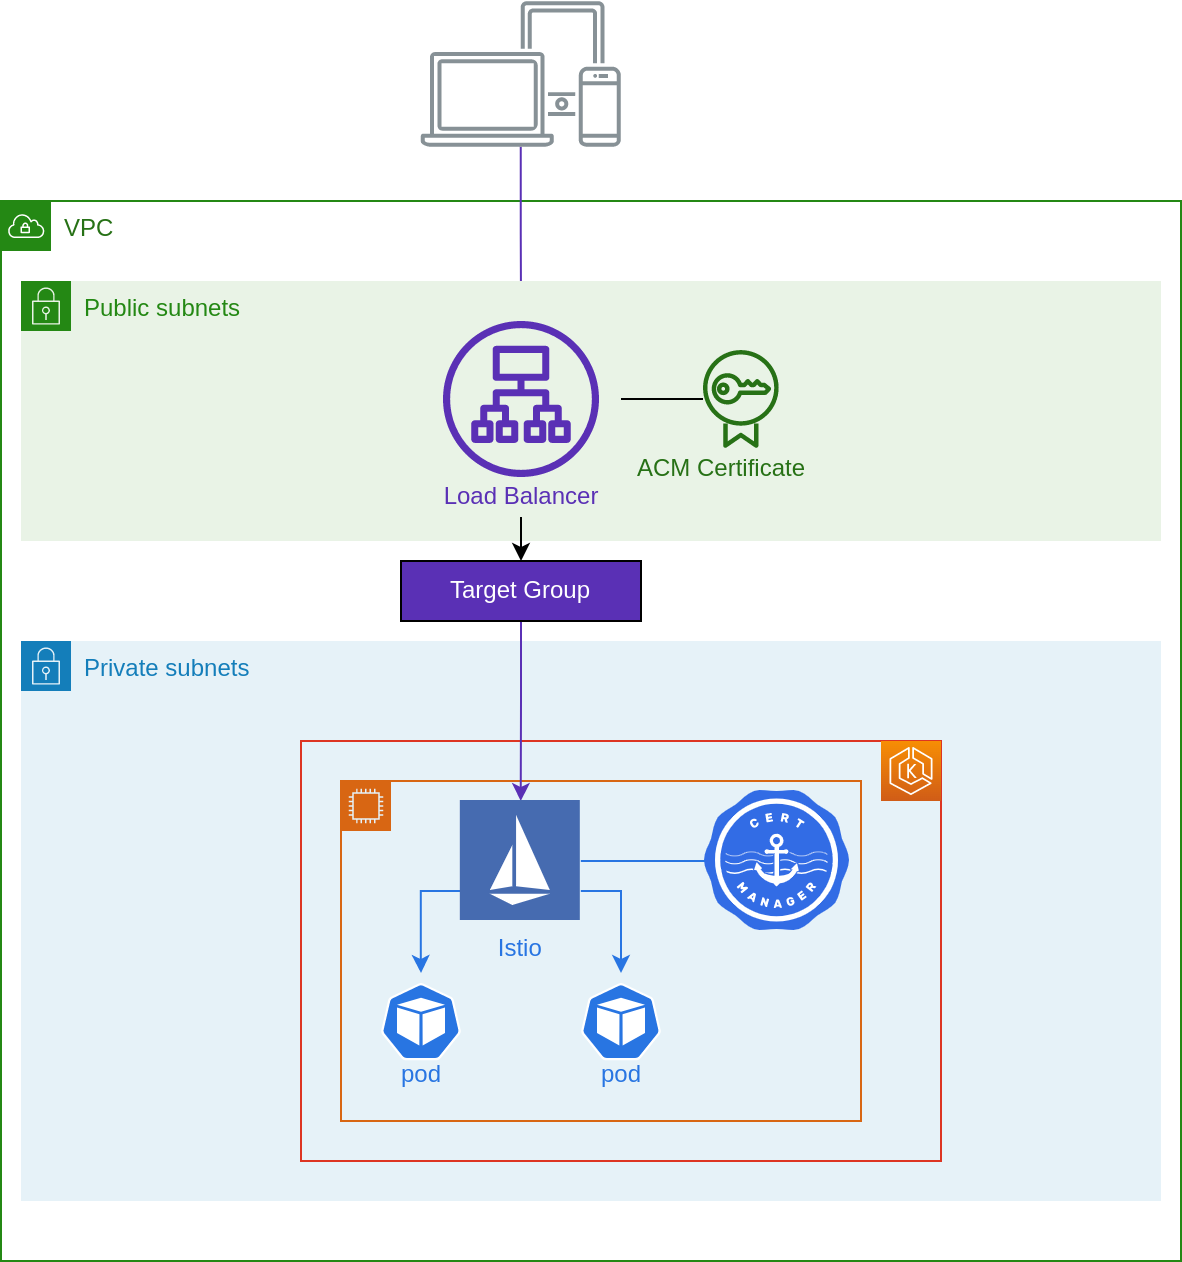 VPC
Public subnets
Load Balancer
ACM Certificate
Target Group
Private subnets
K
CERT
MANAGER
Istio
pod
pod